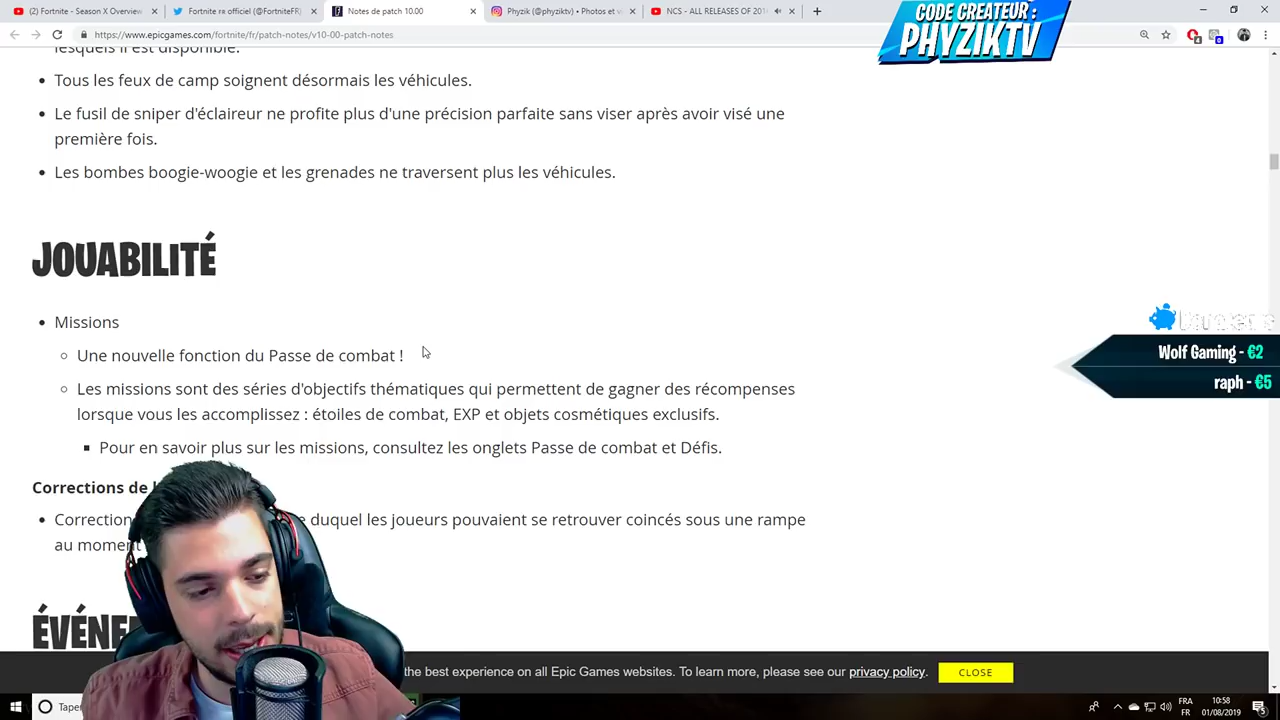 Fortnite - Season X Overview
Fortnite FR officiel (@FortniteFR)
Notes de patch 10.00
Phyzik (@phyziktv) • Photos et v
NCS - ALL RELEASES OF 201
https://www.epicgames.com/fortnite/fr/patch-notes/v10-00-patch-notes
CODE CREATEUR :
PHYZIKTV
lesquels il est disponible.
Tous les feux de camp soignent désormais les véhicules.
Le fusil de sniper d'éclaireur ne profite plus d'une précision parfaite sans viser après avoir visé une
première fois.
Les bombes boogie-woogie et les grenades ne traversent plus les véhicules.
JOUABILITÉ
Missions
Une nouvelle fonction du Passe de combat !
Les missions sont des séries d'objectifs thématiques qui permettent de gagner des récompenses
lorsque vous les accomplissez : étoiles de combat, EXP et objets cosmétiques exclusifs.
Pour en savoir plus sur les missions, consultez les onglets Passe de combat et Défis.
Wolf Gaming - €2
raph - €5
Corrections de
Correction duquel les joueurs pouvaient se retrouver coincés sous une rampe
au moment
ÉVÉNE
the best experience on all Epic Games websites. To learn more, please see our privacy policy.
CLOSE
Taper
FRA
FR
10:58
01/08/2019